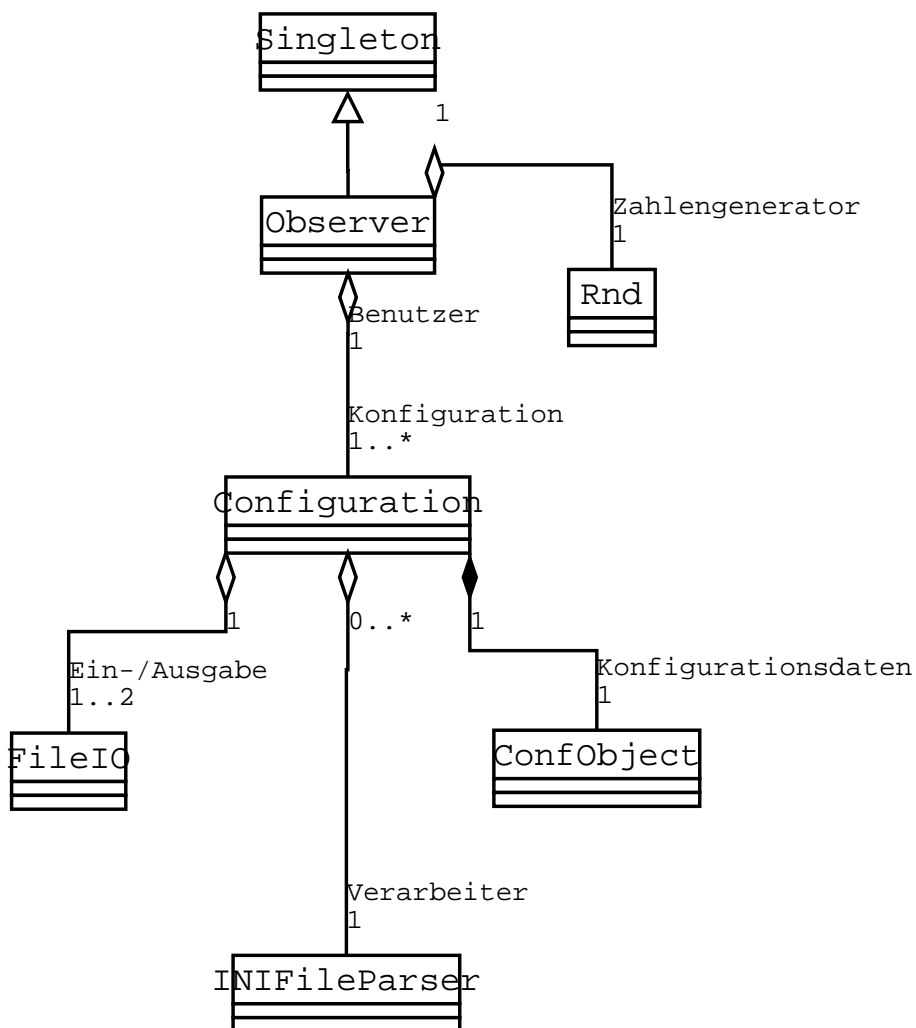 Singleton
1
Observer
Zahlengenerator
1
Rnd
Benutzer
1
Konfiguration
1..*
Configuration
1
0..*
1
Ein-/Ausgabe
1..2
FileIO
Konfigurationsdaten
1
ConfObject
Verarbeiter
1
INIFileParser